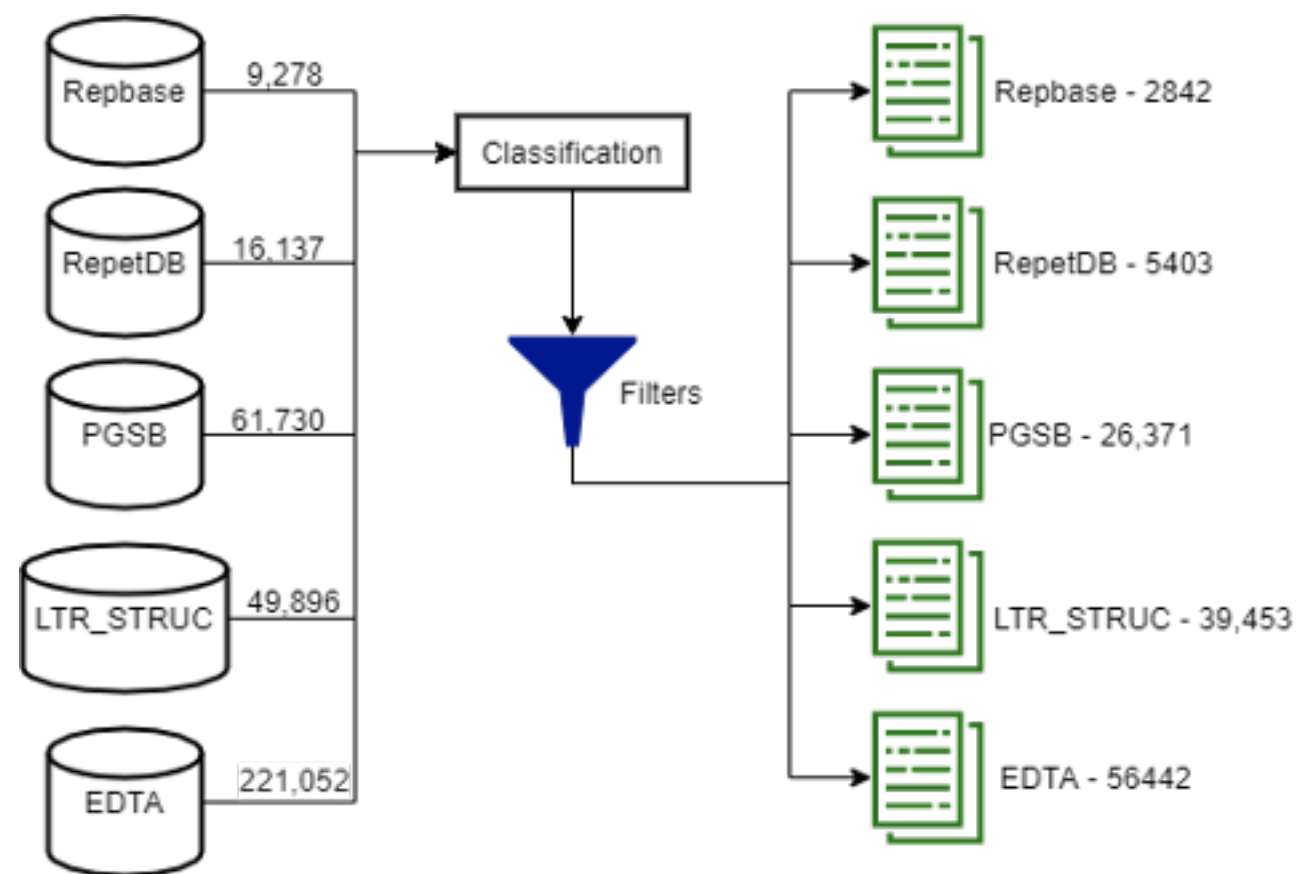 Repbase
9,278
RepetDB
16,137
PGSB
61,730
LTR_STRUC
49,896
EDTA
221,052
Classification
Filters
Repbase - 2842
RepetDB - 5403
PGSB - 26,371
LTR_STRUC - 39,453
EDTA - 56442